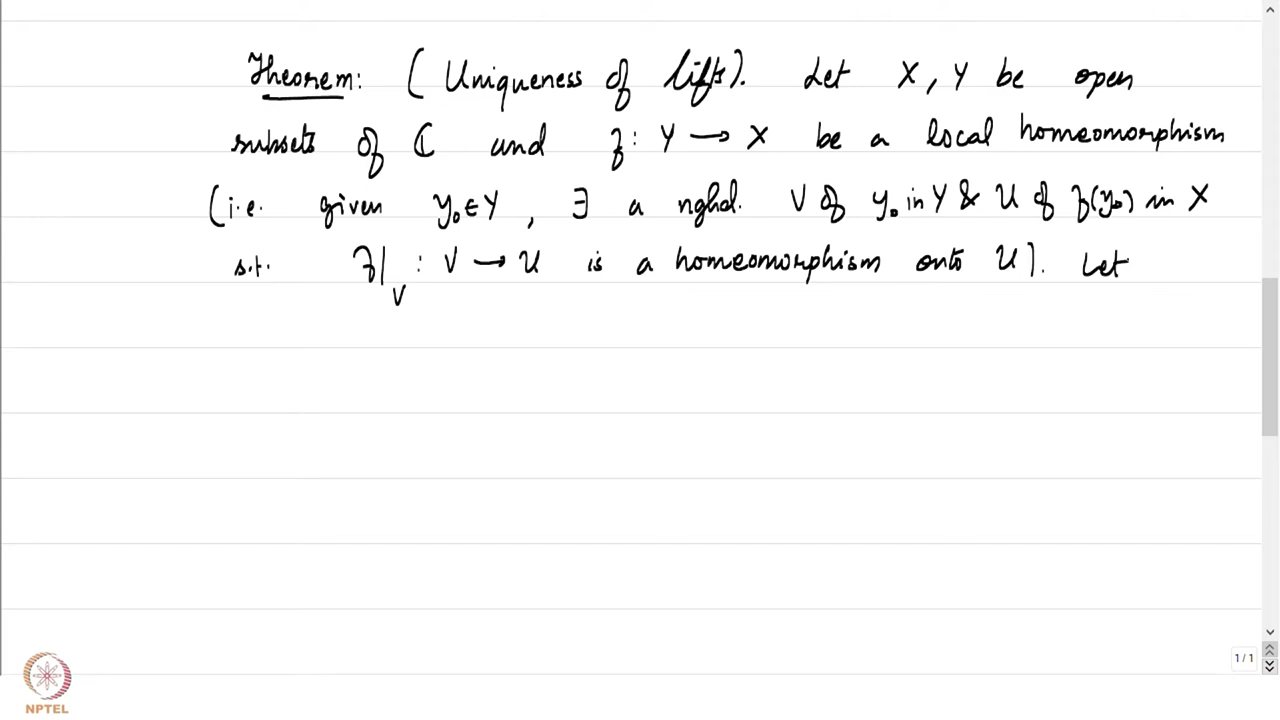 Theorem: (Uniqueness of lifts). Let X, Y be open
subsets of ℂ and f: Y → X be a local homeomorphism
(i.e. given y₀ ∈ Y, ∃ a nghd. V of y₀ in Y & U of f(y₀) in X
s.t. f|_V : V → U is a homeomorphism onto U). Let
1 / 1
NPTEL